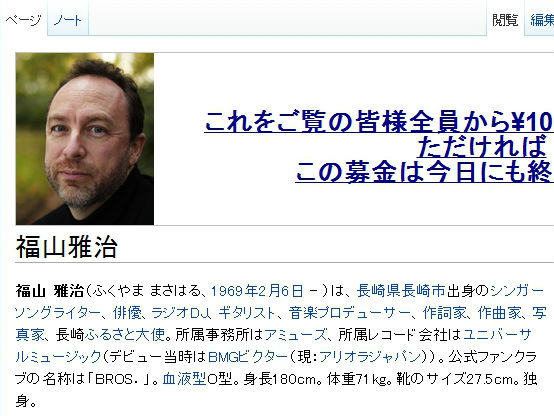 ページ ノート 閲覧 編集
これをご覧の皆様全員から¥10
ただければ
この募金は今日にも終
福山雅治
福山 雅治(ふくやま まさはる、1969年2月6日 - )は、長崎県長崎市出身のシンガー
ソングライター、俳優、ラジオDJ、ギタリスト、音楽プロデューサー、作詞家、作曲家、写
真家、長崎ふるさと大使。所属事務所はアミューズ、所属レコード会社はユニバーサ
ルミュージック(デビュー当時はBMGビクター(現:アリオラジャパン))。公式ファンクラ
ブの名称は「BROS.」。血液型O型。身長180cm。体重71kg。靴のサイズ27.5cm。独
身。